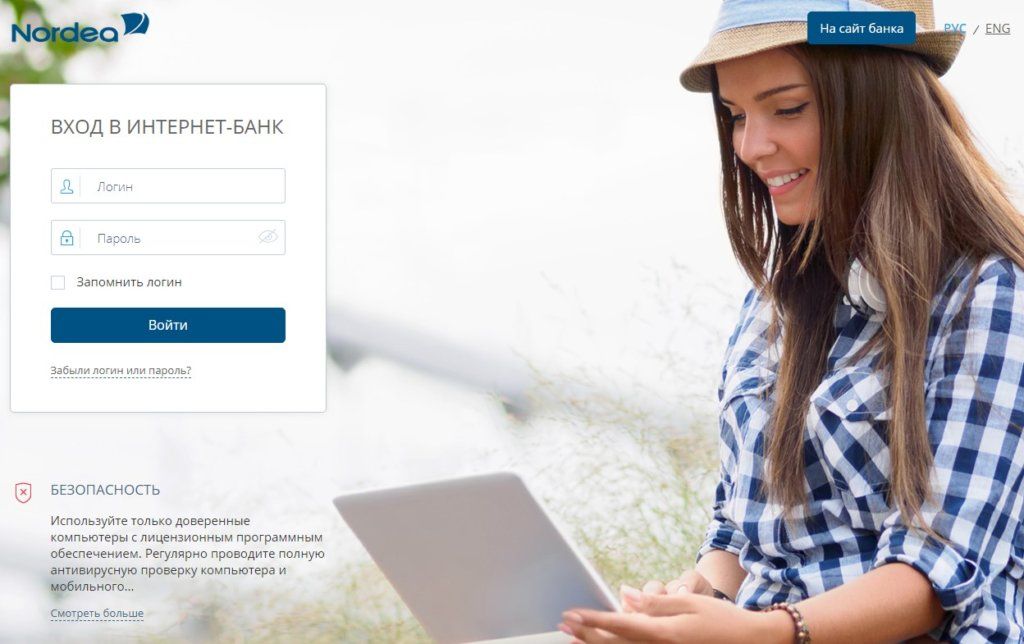 Nordea
На сайт банка
РУС / ENG
ВХОД В ИНТЕРНЕТ-БАНК
Логин
Пароль
Запомнить логин
Войти
Забыли логин или пароль?
БЕЗОПАСНОСТЬ
Используйте только доверенные
компьютеры с лицензионным программным
обеспечением. Регулярно проводите полную
антивирусную проверку компьютера и
мобильного...
Смотреть больше